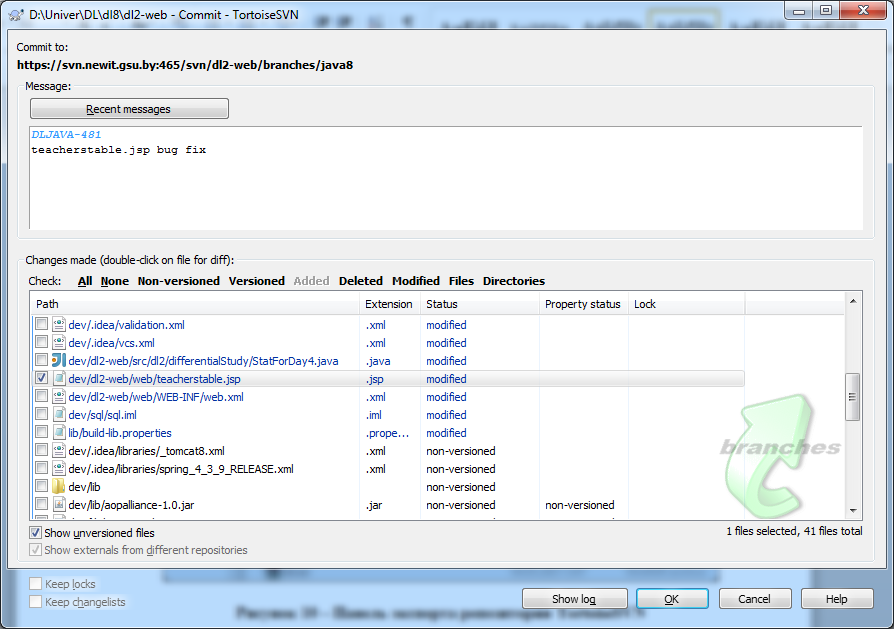 D:\Univer\DL\dl8\dl2-web - Commit - TortoiseSVN
Commit to:
https://svn.newit.gsu.by:465/svn/dl2-web/branches/java8
Message:
Recent messages
DLJAVA-481
teacherstable.jsp bug fix
Changes made (double-click on file for diff):
Check: All None Non-versioned Versioned Added Deleted Modified Files Directories
Path Extension Status Property status Lock
dev/.idea/validation.xml .xml modified
dev/.idea/vcs.xml .xml modified
dev/dl2-web/src/dl2/differentialStudy/StatForDay4.java .java modified
dev/dl2-web/web/teacherstable.jsp .jsp modified
dev/dl2-web/web/WEB-INF/web.xml .xml modified
dev/sql/sql.iml .iml modified
lib/build-lib.properties .prope... modified
dev/.idea/libraries/_tomcat8.xml .xml non-versioned
dev/.idea/libraries/spring_4_3_9_RELEASE.xml .xml non-versioned
dev/lib non-versioned
dev/lib/aopalliance-1.0.jar .jar non-versioned non-versioned
branches
Show unversioned files
1 files selected, 41 files total
Show externals from different repositories
Keep locks
Keep changelists
Show log OK Cancel Help
Рисунок